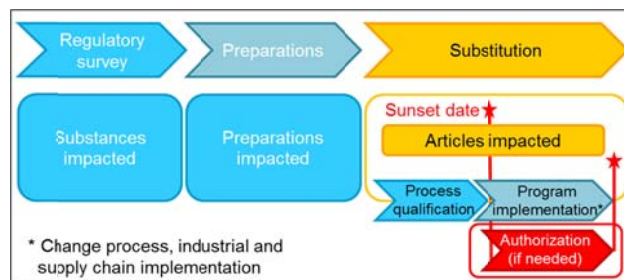 Regulatory
survey
Preparations
Substitution
Substances
impacted
Preparations
impacted
Sunset date
Articles impacted
Process
qualification
Program
implementation*
* Change process, industrial and
supply chain implementation
Authorization
(if needed)